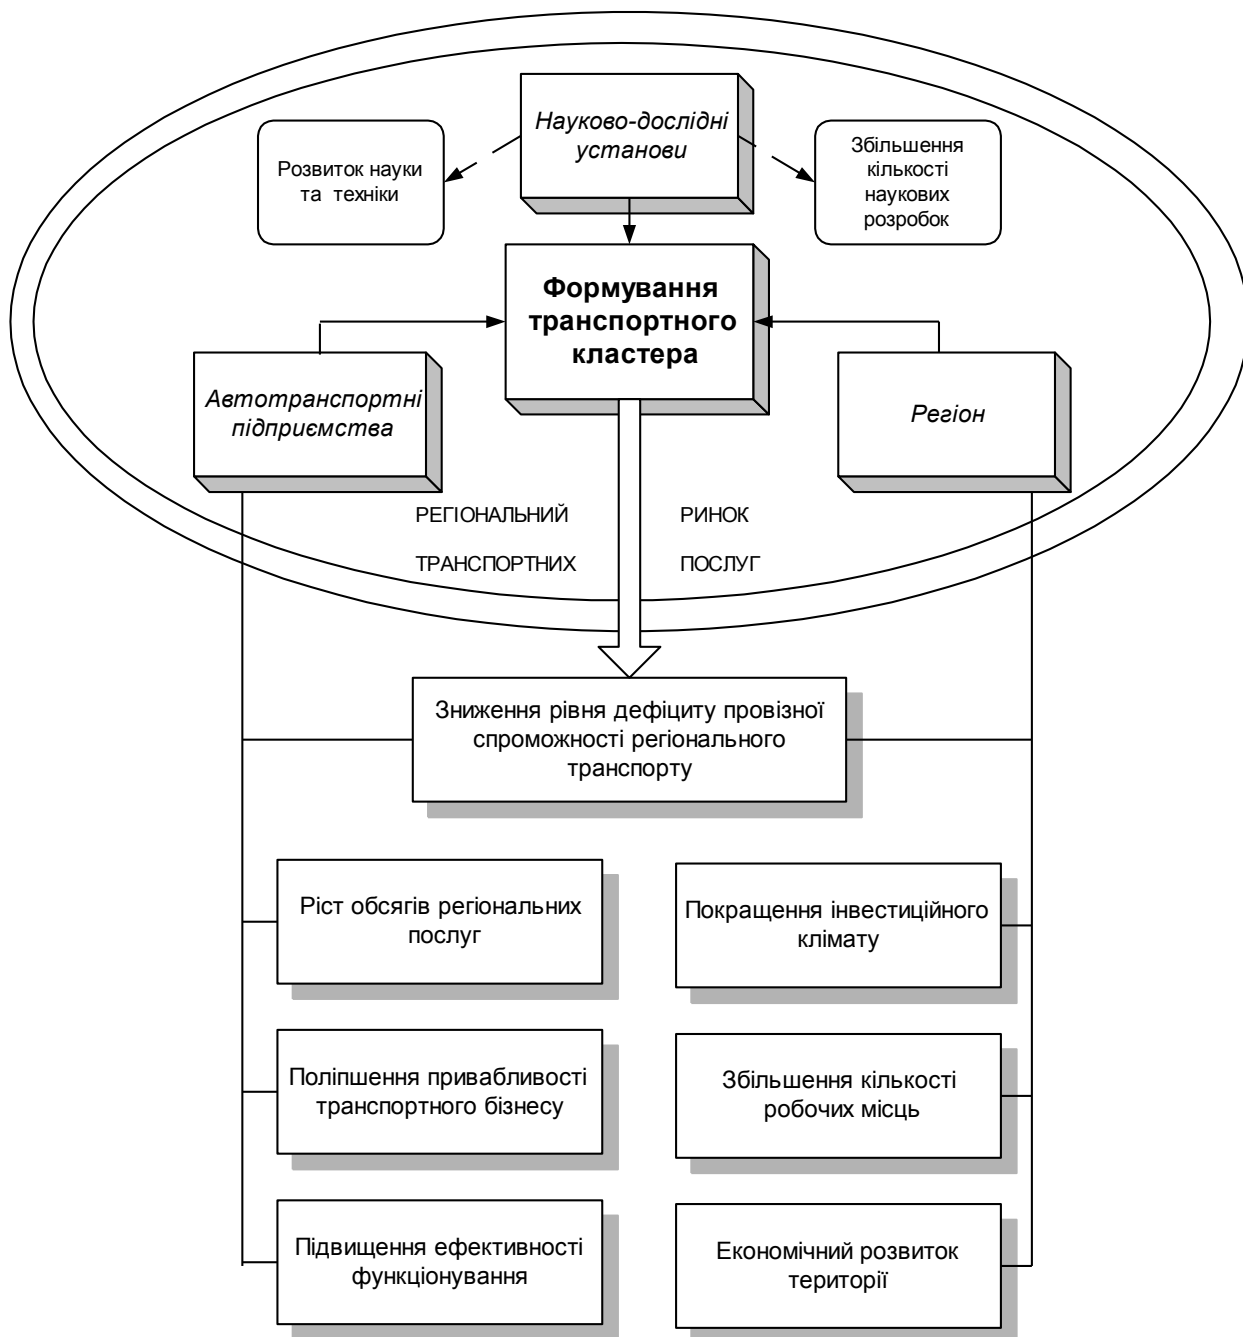 Науково-дослідні
установи
Розвиток науки
та техніки
Збільшення
кількості
наукових
розробок
Формування
транспортного
кластера
Автотранспортні
підприємства
Регіон
РЕГІОНАЛЬНИЙ РИНОК
ТРАНСПОРТНИХ ПОСЛУГ
Зниження рівня дефіциту провізної
спроможності регіонального
транспорту
Ріст обсягів регіональних
послуг
Покращення інвестиційного
клімату
Поліпшення привабливості
транспортного бізнесу
Збільшення кількості
робочих місць
Підвищення ефективності
функціонування
Економічний розвиток
території